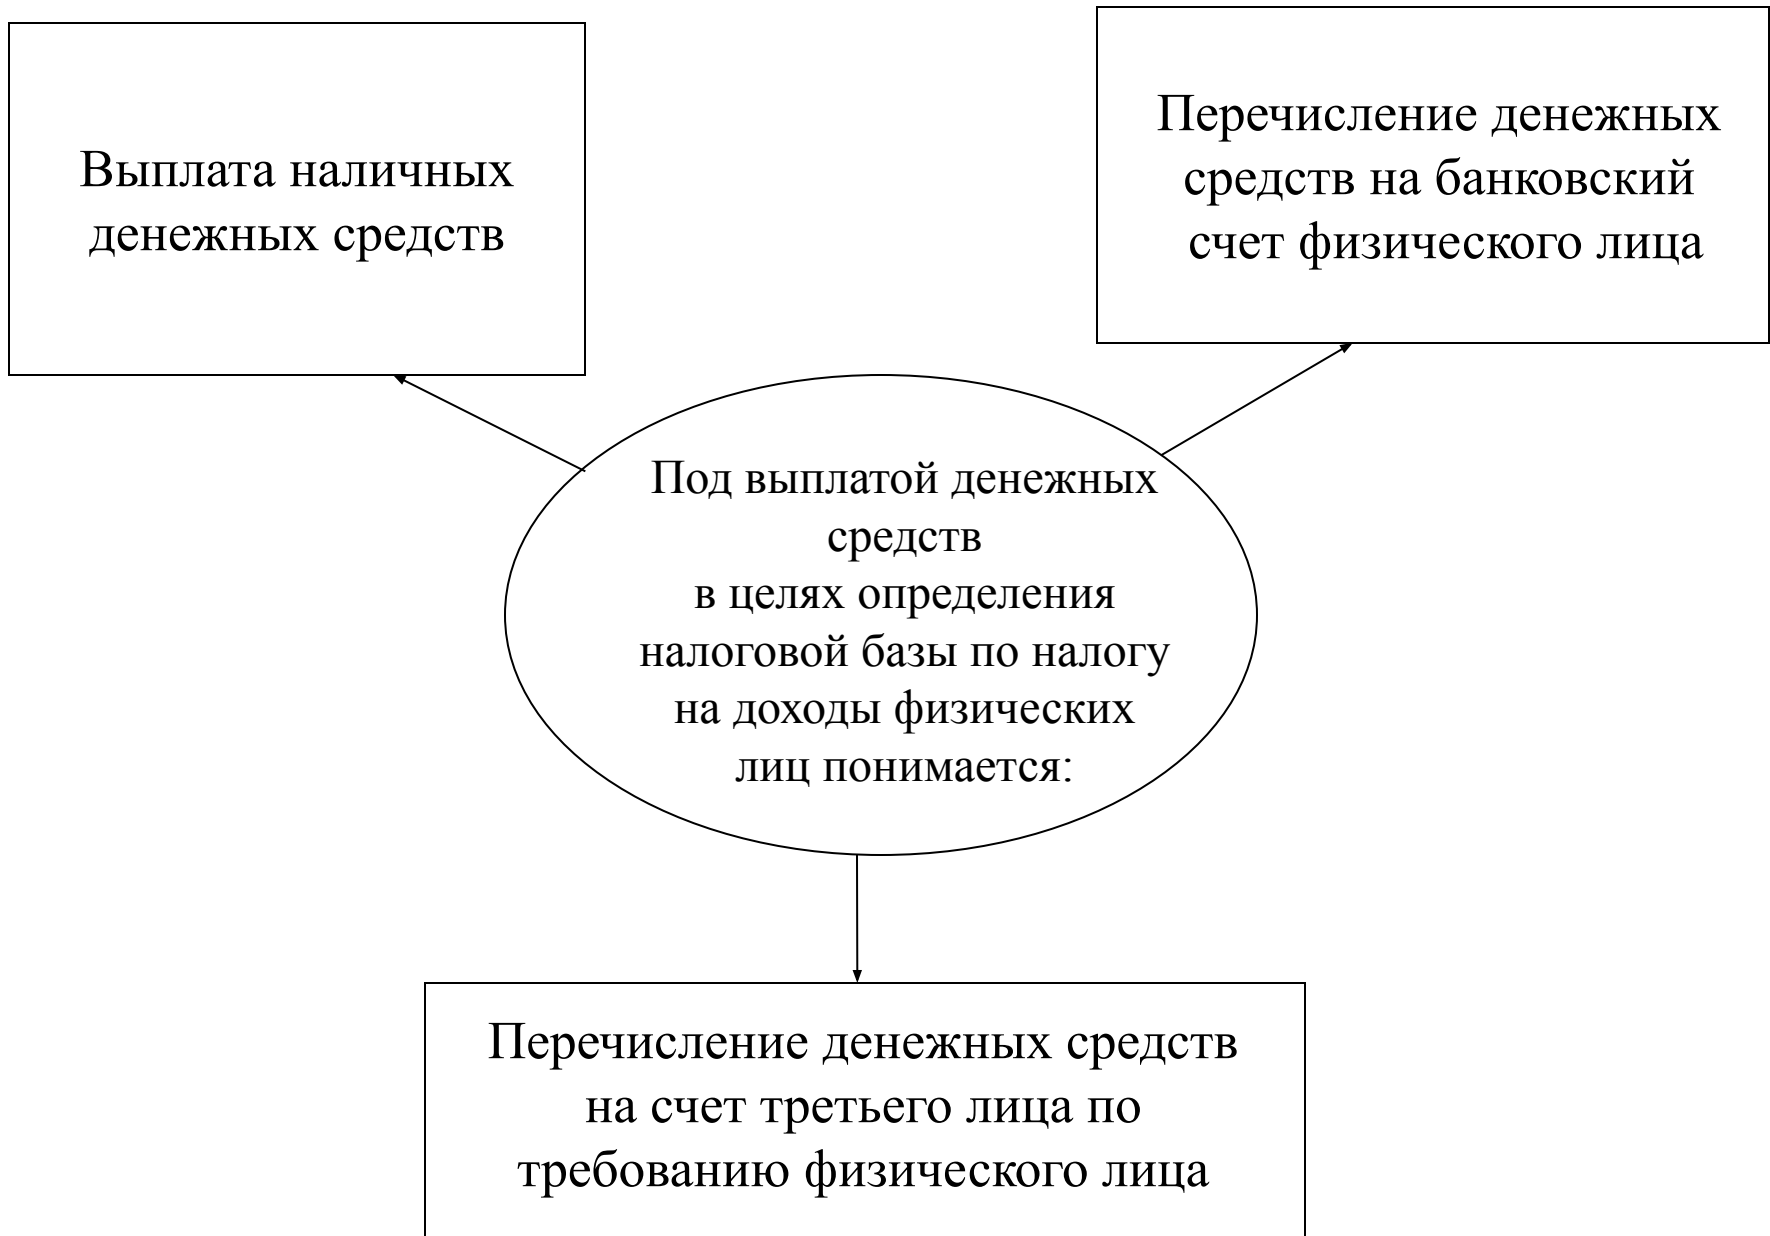 Выплата наличных
денежных средств
Перечисление денежных
средств на банковский
счет физического лица
Под выплатой денежных
средств
в целях определения
налоговой базы по налогу
на доходы физических
лиц понимается:
Перечисление денежных средств
на счет третьего лица по
требованию физического лица